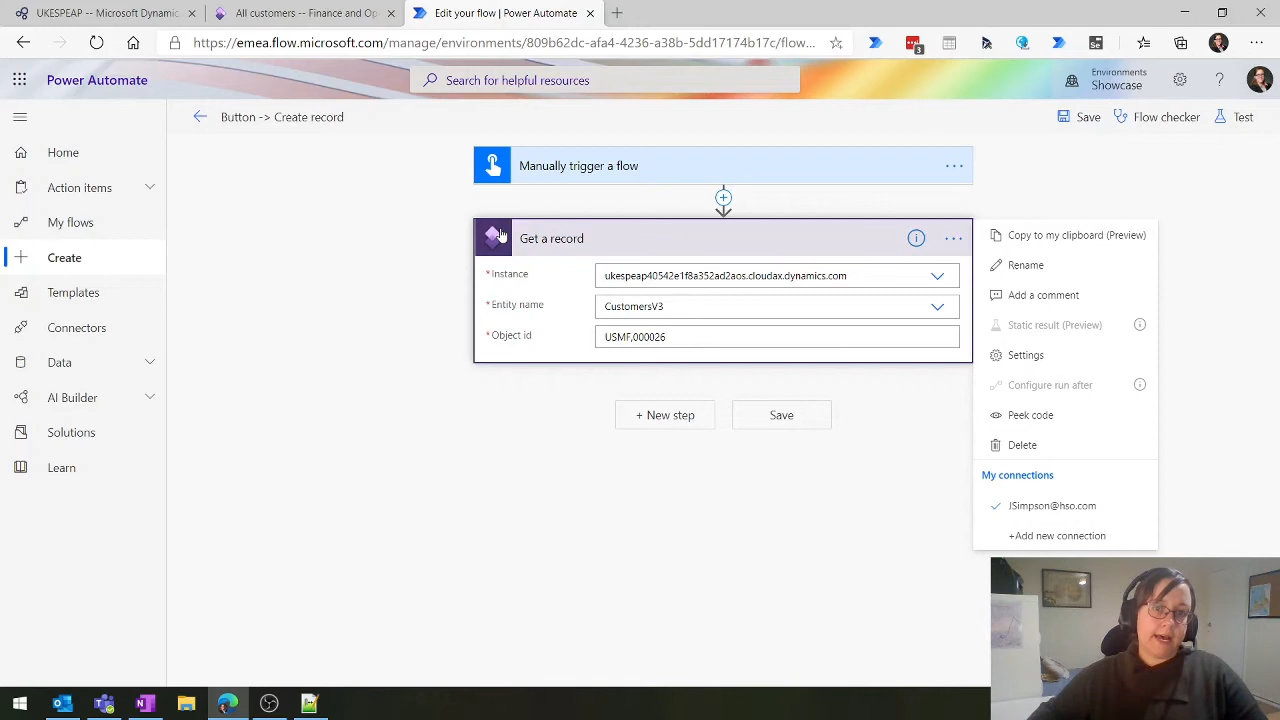 UKESPEAP -- Microsoft Dynamic
All customers -- Finance and Op
Edit your flow | Power Automate
https://emea.flow.microsoft.com/manage/environments/809b62dc-afa4-4236-a38b-5dd17174b17c/flow...
3
Se
Power Automate
Search for helpful resources
Environments
Showcase
Button -> Create record
Save
Flow checker
Test
Home
Action items
My flows
Create
Templates
Connectors
Data
AI Builder
Solutions
Learn
Manually trigger a flow
Get a record
* Instance
ukespeap40542e1f8a352ad2aos.cloudax.dynamics.com
* Entity name
CustomersV3
* Object id
USMF,000026
+ New step
Save
Copy to my clipboard (Preview)
Rename
Add a comment
Static result (Preview)
Settings
Configure run after
Peek code
Delete
My connections
JSimpson@hso.com
+Add new connection